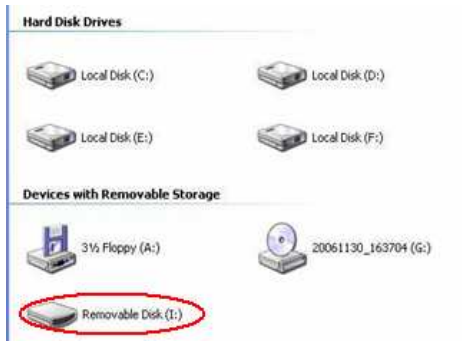 Hard Disk Drives
Local Disk (C:) Local Disk (D:)
Local Disk (E:) Local Disk (F:)
Devices with Removable Storage
3½ Floppy (A:) 20061130_163704 (G:)
Removable Disk (I:)